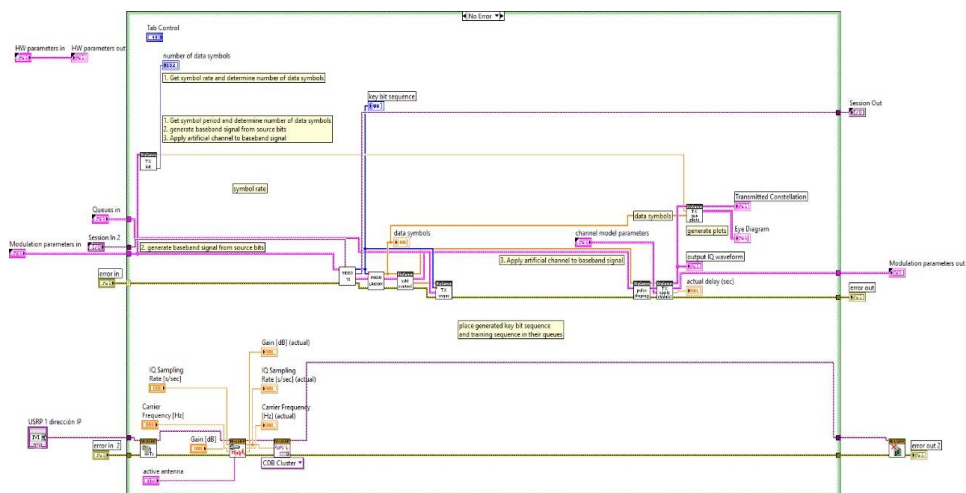 No Error
Tab Control
HW parameters in
HW parameters out
number of data symbols
1. Get symbol rate and determine number of data symbols
key bit sequence
Session Out
1. Get symbol period and determine number of data symbols
2. generate baseband signal from source bits
3. Apply artificial channel to baseband signal
TX
init
symbol rate
Transmitted Constellation
Queues in
data symbols
Session In 2
data symbols
channel model parameters
generate plots
Eye Diagram
Modulation parameters in
2. generate baseband signal from source bits
3. Apply artificial channel to baseband signal
output IQ waveform
Modulation parameters out
error in
actual delay (sec)
error out
place generated key bit sequence
and training sequence in their queues
Gain [dB] (actual)
IQ Sampling
Rate [s/sec]
IQ Sampling
Rate [s/sec] (actual)
Carrier
Frequency [Hz]
Carrier Frequency
[Hz] (actual)
USRP 1 dirección IP
Gain [dB]
error in 2
error out 2
CDB Cluster
active antenna